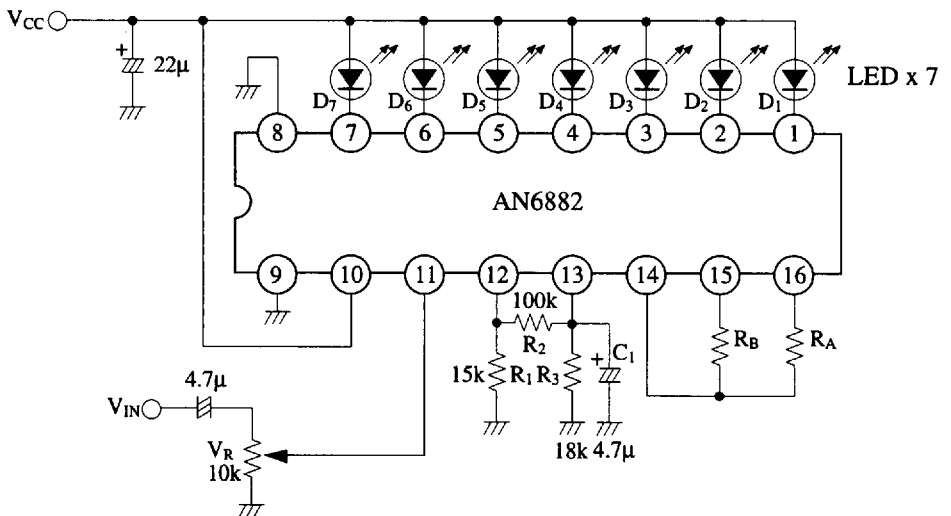 VCC
+
22μ
D7
D6
D5
D4
D3
D2
D1
LED x 7
8
7
6
5
4
3
2
1
AN6882
9
10
11
12
13
14
15
16
100k
R2
15k
R1
R3
+
C1
RB
RA
18k
4.7μ
4.7μ
VIN
VR
10k